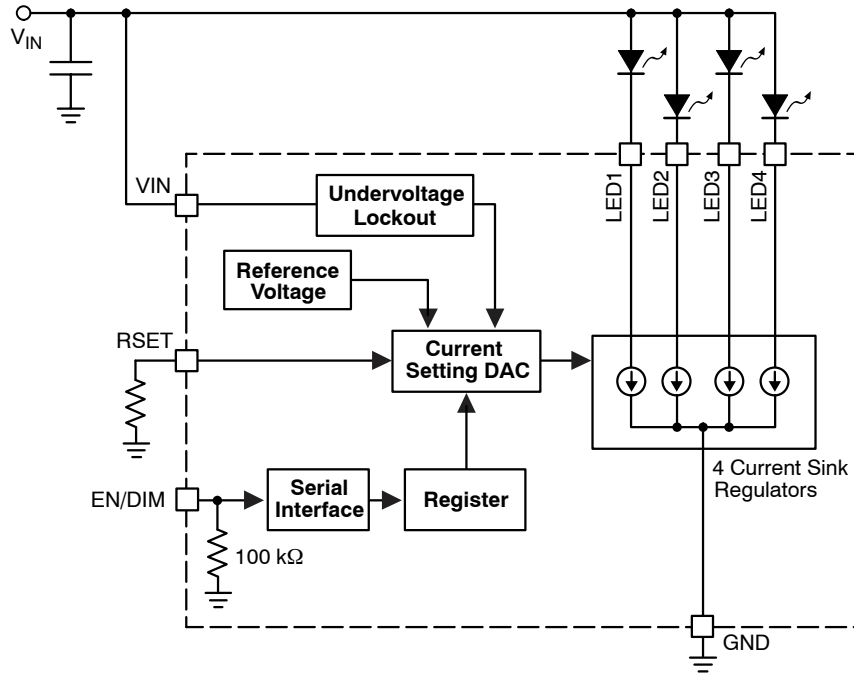 VIN
VIN
Undervoltage
Lockout
LED1
LED2
LED3
LED4
Reference
Voltage
RSET
Current
Setting DAC
4 Current Sink
Regulators
EN/DIM
Serial
Interface
Register
100 kΩ
GND